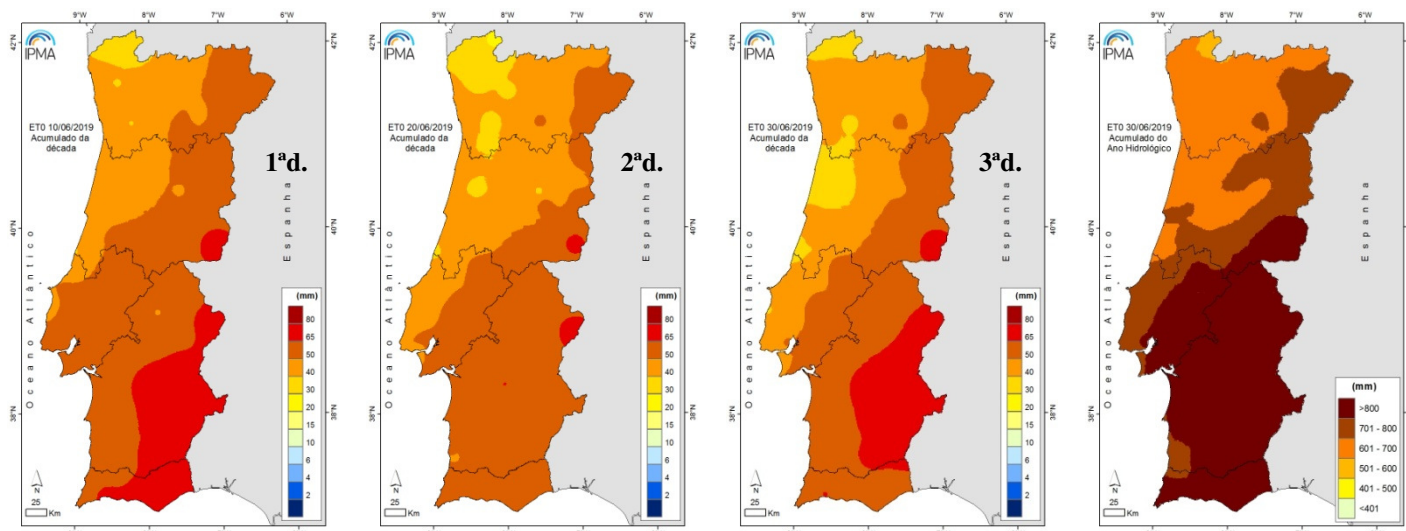 9°W 8°W 7°W 6°W
42°N
IPMA
ET0 10/06/2019
Acumulado da
década
1ªd.
40°N
38°N
Oceano Atlântico
Espanha
(mm)
80
65
50
40
30
20
15
10
6
4
2
N
25
Km
9°W 8°W 7°W 6°W
42°N
IPMA
ET0 20/06/2019
Acumulado da
década
2ªd.
40°N
38°N
Oceano Atlântico
Espanha
(mm)
80
65
50
40
30
20
15
10
6
4
2
N
25
Km
9°W 8°W 7°W 6°W
42°N
IPMA
ET0 30/06/2019
Acumulado da
década
3ªd.
40°N
38°N
Oceano Atlântico
Espanha
(mm)
80
65
50
40
30
20
15
10
6
4
2
N
25
Km
9°W 8°W 7°W 6°W
42°N
IPMA
ET0 30/06/2019
Acumulado do
Ano Hidrológico
40°N
38°N
Oceano Atlântico
Espanha
(mm)
>800
701 - 800
601 - 700
501 - 600
401 - 500
<401
N
25
Km